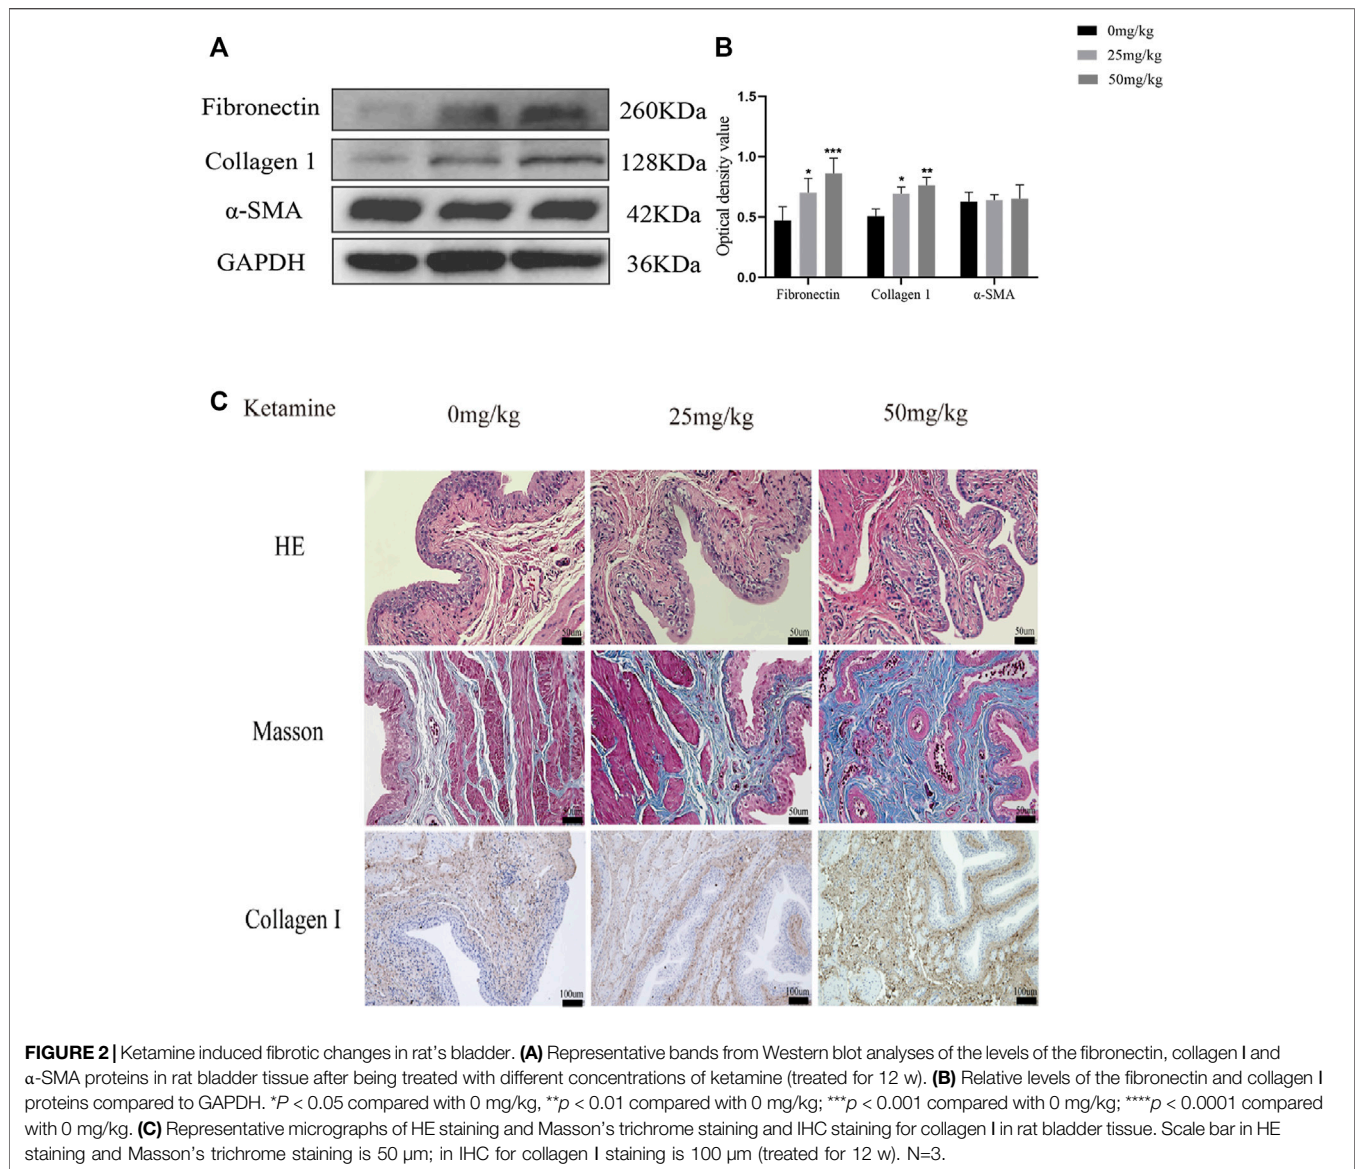 A
Fibronectin
260KDa
Collagen 1
128KDa
α-SMA
42KDa
GAPDH
36KDa
B
0mg/kg
25mg/kg
50mg/kg
Optical density value
1.5
1.0
0.5
0.0
* ***
* **
Fibronectin Collagen 1 α-SMA
C
Ketamine 0mg/kg 25mg/kg 50mg/kg
HE
50um 50um 50um
Masson
50um 50um 50um
Collagen I
100um 100um 100um
FIGURE 2 | Ketamine induced fibrotic changes in rat's bladder. (A) Representative bands from Western blot analyses of the levels of the fibronectin, collagen I and
α-SMA proteins in rat bladder tissue after being treated with different concentrations of ketamine (treated for 12 w). (B) Relative levels of the fibronectin and collagen I
proteins compared to GAPDH. *P < 0.05 compared with 0 mg/kg, **p < 0.01 compared with 0 mg/kg; ***p < 0.001 compared with 0 mg/kg; ****p < 0.0001 compared
with 0 mg/kg. (C) Representative micrographs of HE staining and Masson's trichrome staining and IHC staining for collagen I in rat bladder tissue. Scale bar in HE
staining and Masson's trichrome staining is 50 μm; in IHC for collagen I staining is 100 μm (treated for 12 w). N=3.